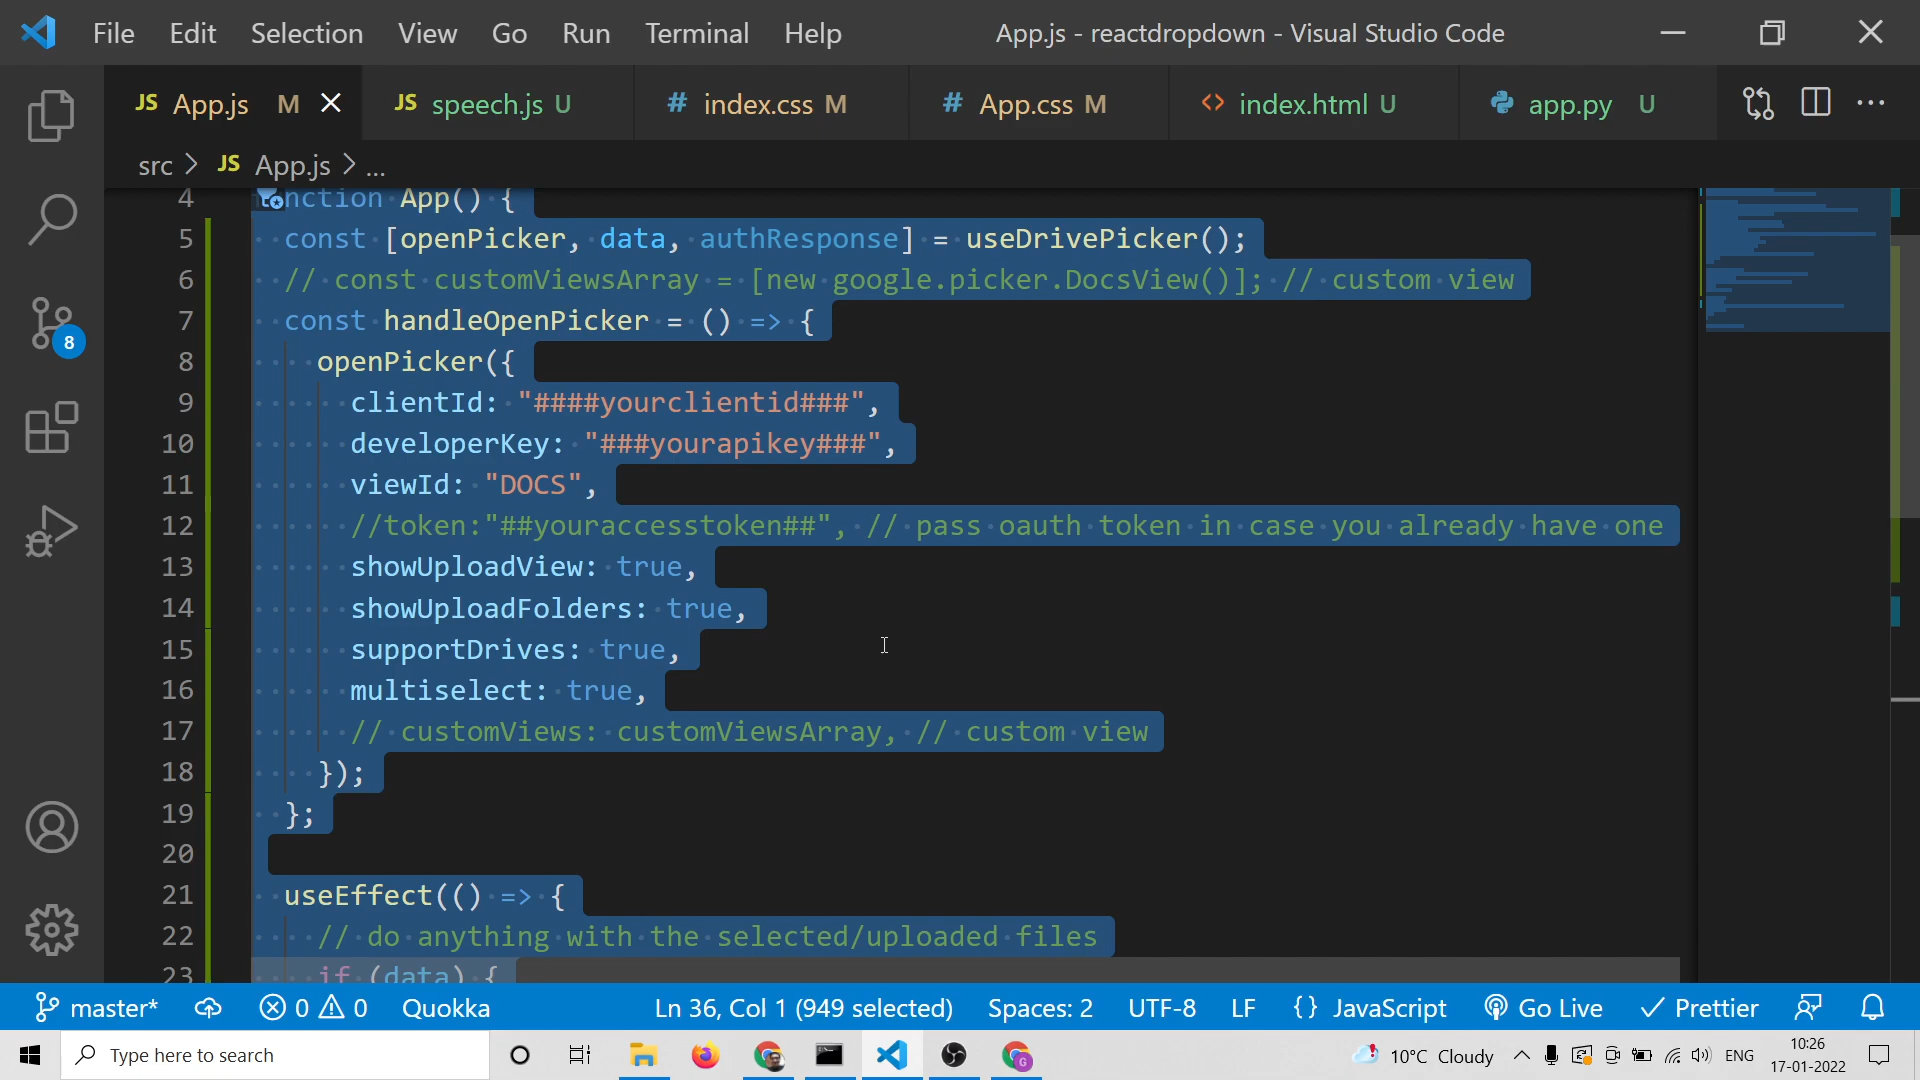 File Edit Selection View Go Run Terminal Help App.js - reactdropdown - Visual Studio Code
JS App.js M JS speech.js U # index.css M # App.css M <> index.html U app.py U ...
src > JS App.js > ...
4 function App() {
5 const [openPicker, data, authResponse] = useDrivePicker();
6 // const customViewsArray = [new google.picker.DocsView()]; // custom view
7 const handleOpenPicker = () => {
8 openPicker({
9 clientId: "####yourclientid###",
10 developerKey: "###yourapikey###",
11 viewId: "DOCS",
12 //token:"##youraccesstoken##", // pass oauth token in case you already have one
13 showUploadView: true,
14 showUploadFolders: true,
15 supportDrives: true,
16 multiselect: true,
17 // customViews: customViewsArray, // custom view
18 });
19 };
20
21 useEffect(() => {
22 // do anything with the selected/uploaded files
23 if (data) {
8
master* 0 0 Quokka Ln 36, Col 1 (949 selected) Spaces: 2 UTF-8 LF {} JavaScript Go Live Prettier
Type here to search 10°C Cloudy ENG 10:26
17-01-2022